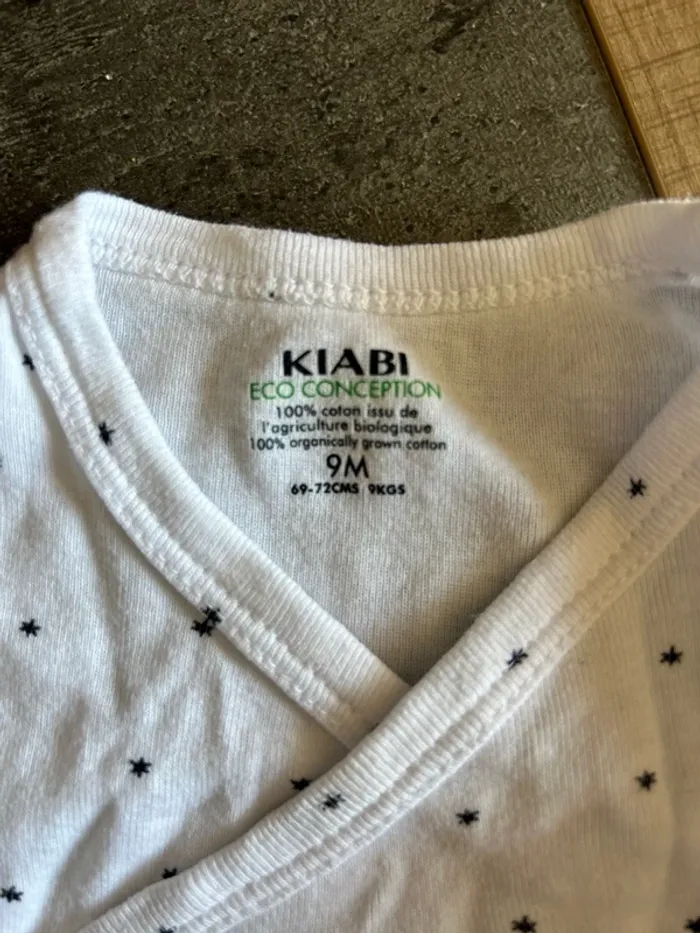 KIABI
ECO CONCEPTION
100% coton issu de
l'agriculture biologique
100% organically grown cotton
9M
69-72CMS 9KGS